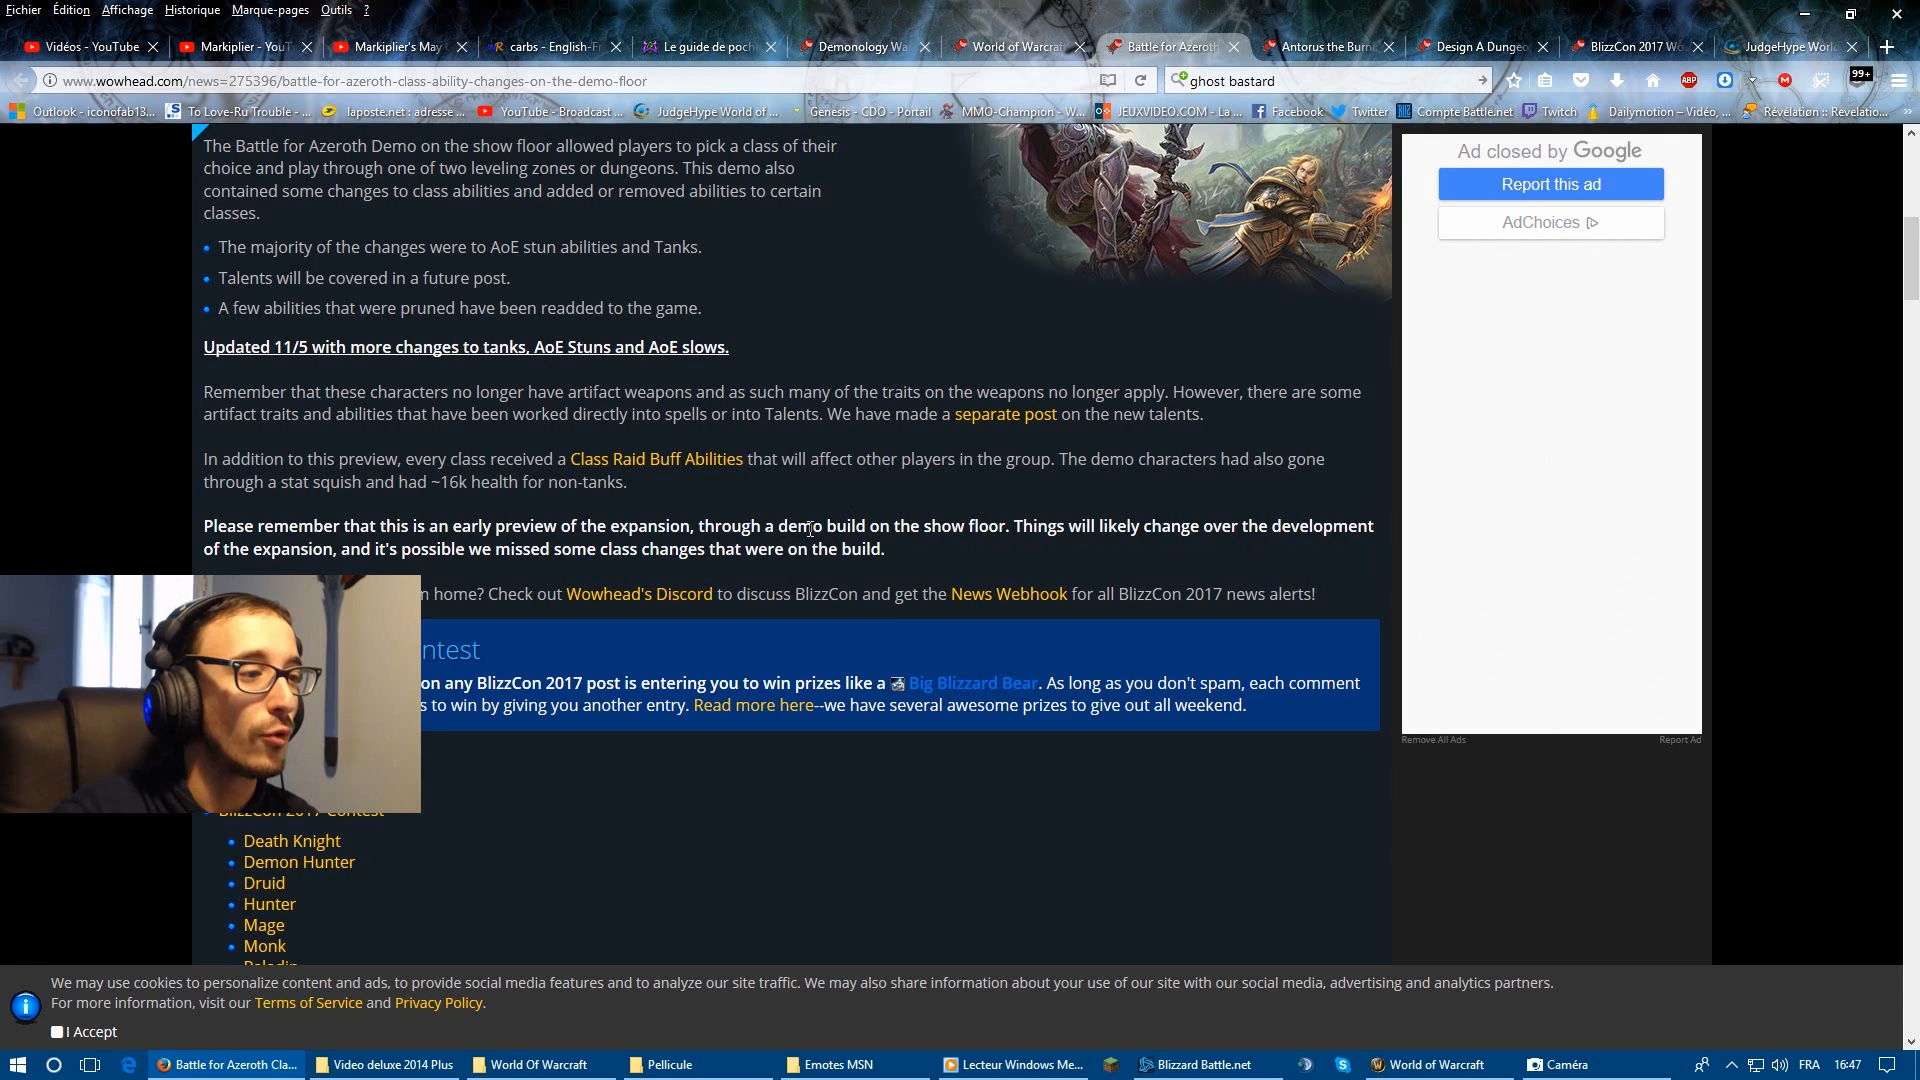 Fichier Édition Affichage Historique Marque-pages Outils ?
Vidéos - YouTube
Markiplier - YouT
Markiplier's May
carbs - English-Fr
Le guide de poch
Demonology Wa
World of Warcraf
Battle for Azeroth
Antorus the Burn
Design A Dungeo
BlizzCon 2017 Wo
JudgeHype World
www.wowhead.com/news=275396/battle-for-azeroth-class-ability-changes-on-the-demo-floor
ghost bastard
ABP
99+
Outlook - iconofab13...
To Love-Ru Trouble - ...
laposte.net : adresse ...
YouTube - Broadcast ...
JudgeHype World of ...
Genesis - CDO - Portail
MMO-Champion - W...
JEUXVIDEO.COM - La ...
Facebook
Twitter
Compte Battle.net
Twitch
Dailymotion – Vidéo, ...
Révélatiøn :: Revelatio...
The Battle for Azeroth Demo on the show floor allowed players to pick a class of their
choice and play through one of two leveling zones or dungeons. This demo also
contained some changes to class abilities and added or removed abilities to certain
classes.
The majority of the changes were to AoE stun abilities and Tanks.
Talents will be covered in a future post.
A few abilities that were pruned have been readded to the game.
Updated 11/5 with more changes to tanks, AoE Stuns and AoE slows.
Remember that these characters no longer have artifact weapons and as such many of the traits on the weapons no longer apply. However, there are some
artifact traits and abilities that have been worked directly into spells or into Talents. We have made a separate post on the new talents.
In addition to this preview, every class received a Class Raid Buff Abilities that will affect other players in the group. The demo characters had also gone
through a stat squish and had ~16k health for non-tanks.
Please remember that this is an early preview of the expansion, through a demo build on the show floor. Things will likely change over the development
of the expansion, and it's possible we missed some class changes that were on the build.
m home? Check out Wowhead's Discord to discuss BlizzCon and get the News Webhook for all BlizzCon 2017 news alerts!
ntest
on any BlizzCon 2017 post is entering you to win prizes like a Big Blizzard Bear. As long as you don't spam, each comment
s to win by giving you another entry. Read more here--we have several awesome prizes to give out all weekend.
BlizzCon 2017 Contest
Death Knight
Demon Hunter
Druid
Hunter
Mage
Monk
Paladin
Ad closed by Google
Report this ad
AdChoices
Remove All Ads
Report Ad
We may use cookies to personalize content and ads, to provide social media features and to analyze our site traffic. We may also share information about your use of our site with our social media, advertising and analytics partners.
For more information, visit our Terms of Service and Privacy Policy.
I Accept
Battle for Azeroth Cla...
Video deluxe 2014 Plus
World Of Warcraft
Pellicule
Emotes MSN
Lecteur Windows Me...
Blizzard Battle.net
World of Warcraft
Caméra
FRA
16:47